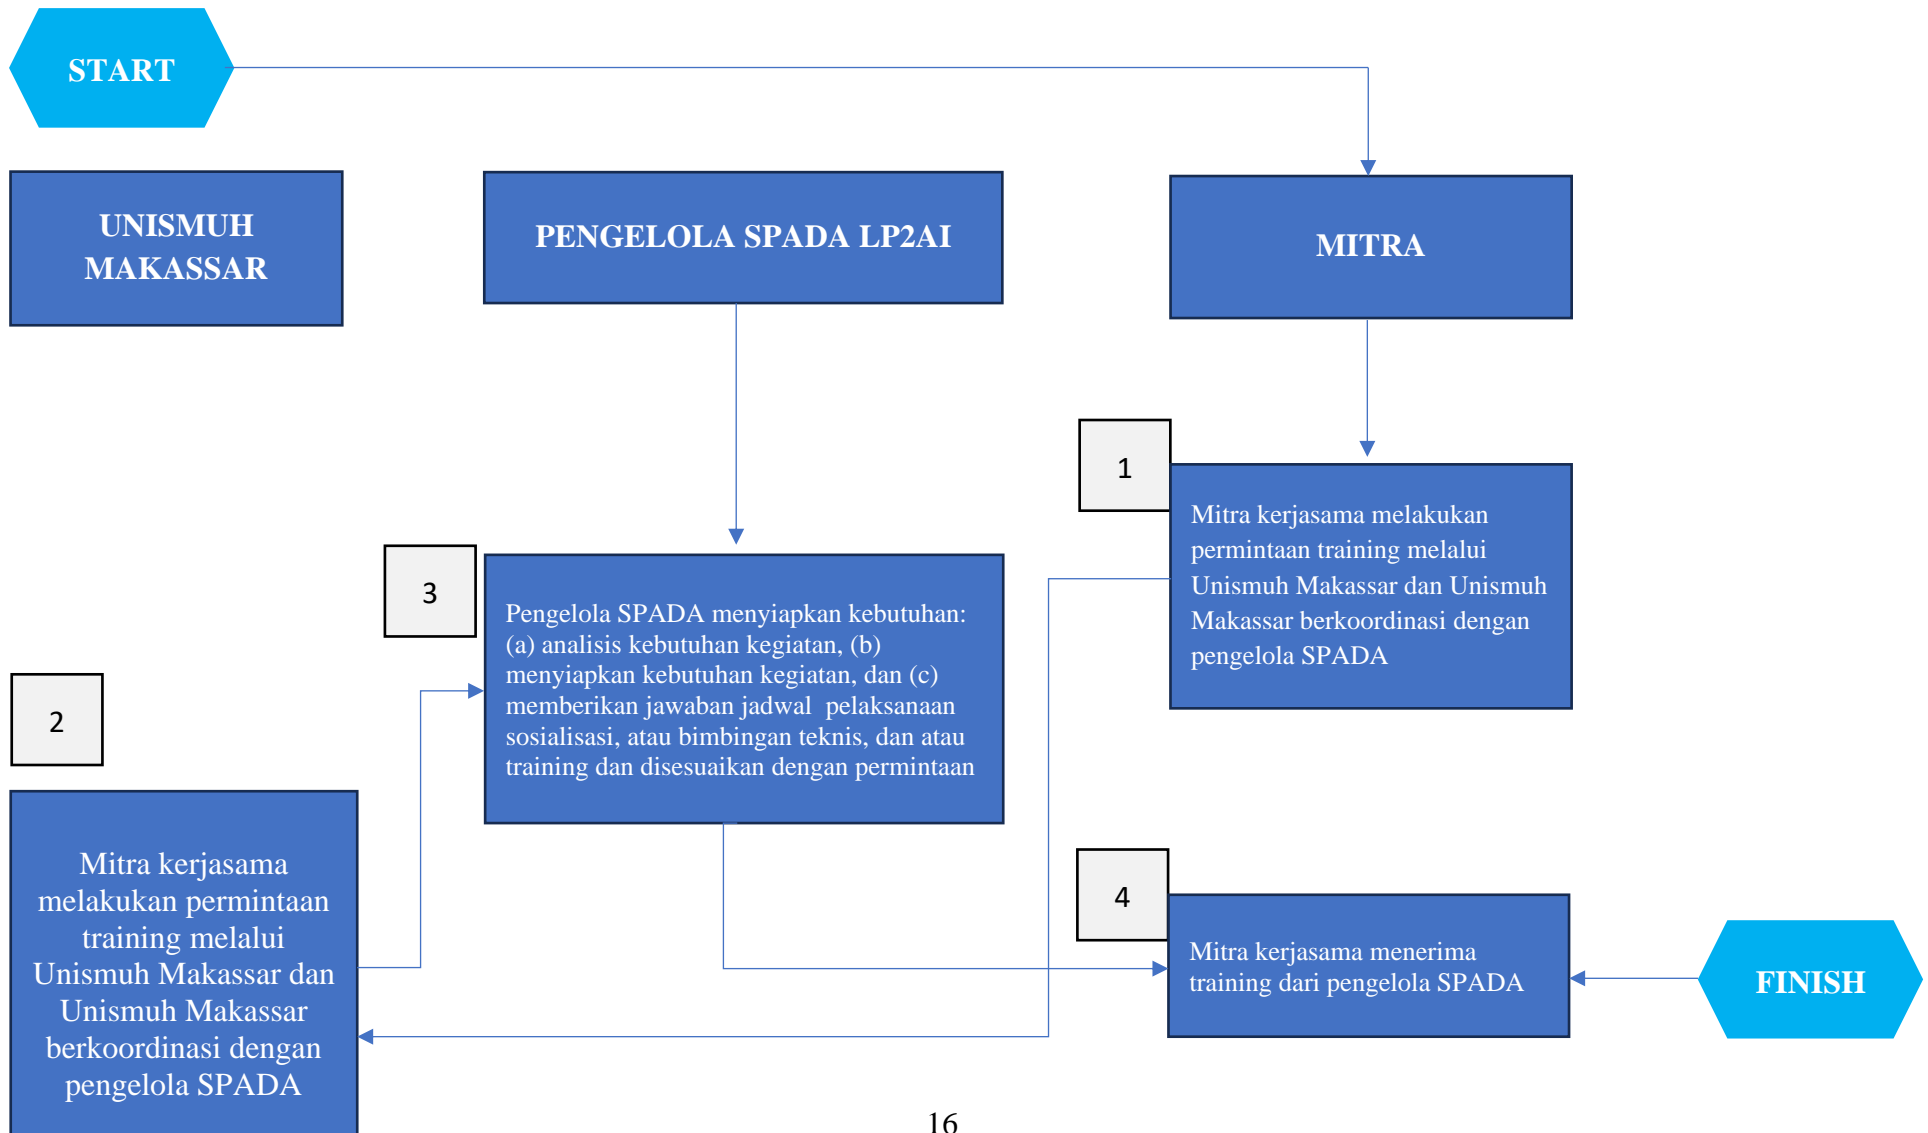 START
UNISMUH
MAKASSAR
PENGELOLA SPADA LP2AI
MITRA
1
Mitra kerjasama melakukan
permintaan training melalui
Unismuh Makassar dan Unismuh
Makassar berkoordinasi dengan
pengelola SPADA
3
Pengelola SPADA menyiapkan kebutuhan:
(a) analisis kebutuhan kegiatan, (b)
menyiapkan kebutuhan kegiatan, dan (c)
memberikan jawaban jadwal  pelaksanaan
sosialisasi, atau bimbingan teknis, dan atau
training dan disesuaikan dengan permintaan
2
Mitra kerjasama
melakukan permintaan
training melalui
Unismuh Makassar dan
Unismuh Makassar
berkoordinasi dengan
pengelola SPADA
4
Mitra kerjasama menerima
training dari pengelola SPADA
FINISH
16